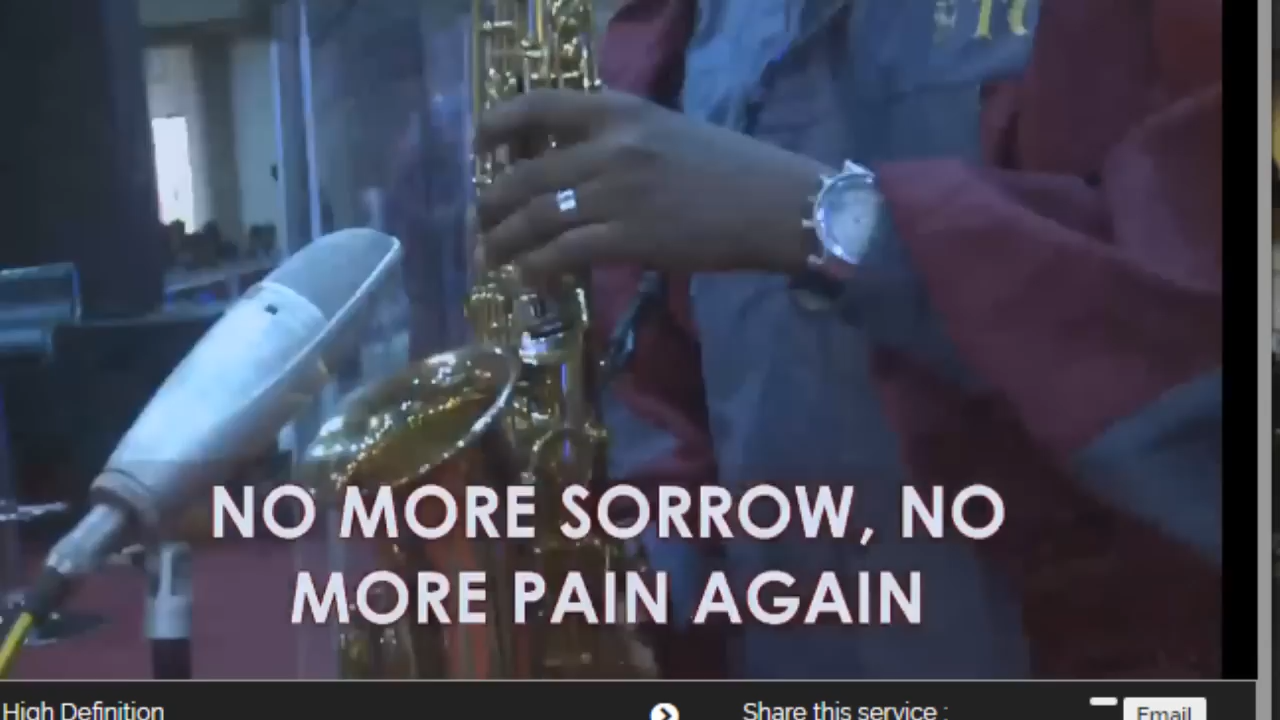 NO MORE SORROW, NO
MORE PAIN AGAIN
High Definition
Share this service :
Email